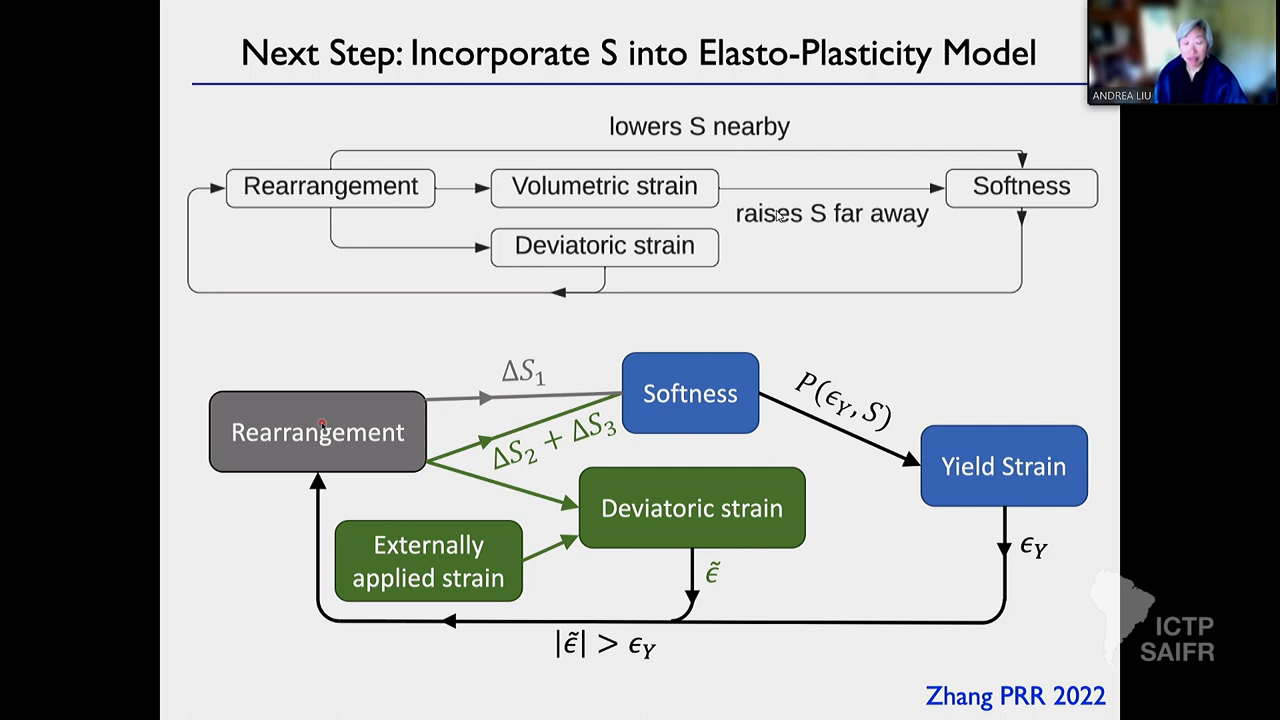 Next Step: Incorporate S into Elasto-Plasticity Model
ANDREA LIU
lowers S nearby
Rearrangement
Volumetric strain
Softness
raises S far away
Deviatoric strain
ΔS₁
Softness
P(ϵ_Y, S)
Rearrangement
ΔS₂ + ΔS₃
Yield Strain
Deviatoric strain
Externally
applied strain
ϵ̃
ϵ_Y
|ϵ̃| > ϵ_Y
ICTP
SAIFR
Zhang PRR 2022